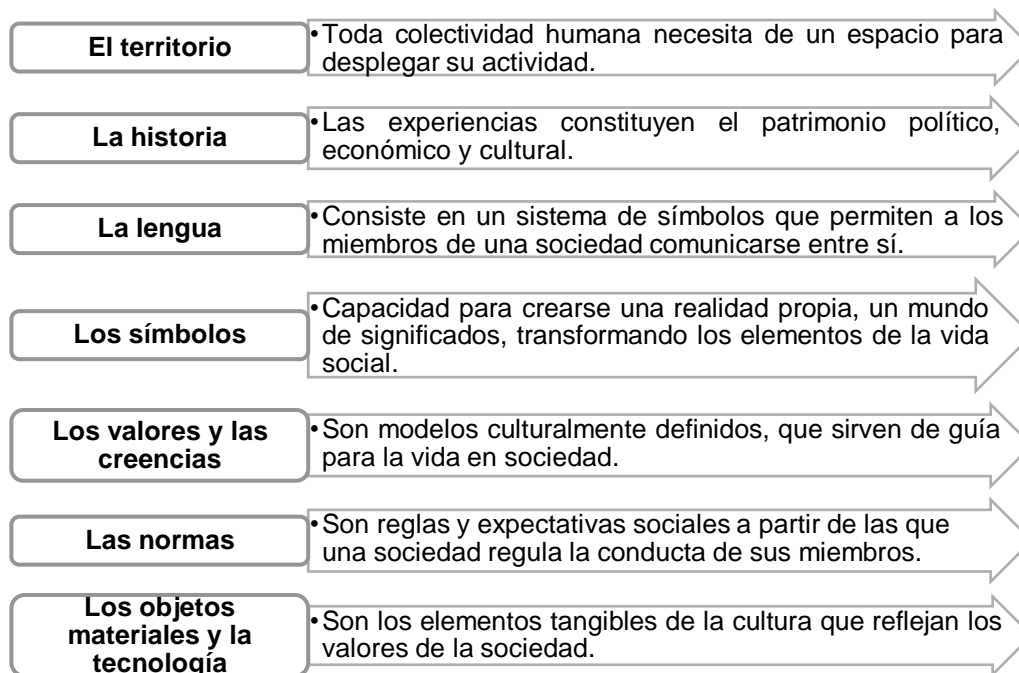 El territorio
•Toda colectividad humana necesita de un espacio para
desplegar su actividad.
La historia
•Las experiencias constituyen el patrimonio político,
económico y cultural.
La lengua
•Consiste en un sistema de símbolos que permiten a los
miembros de una sociedad comunicarse entre sí.
Los símbolos
•Capacidad para crearse una realidad propia, un mundo
de significados, transformando los elementos de la vida
social.
Los valores y las
creencias
•Son modelos culturalmente definidos, que sirven de guía
para la vida en sociedad.
Las normas
•Son reglas y expectativas sociales a partir de las que
una sociedad regula la conducta de sus miembros.
Los objetos
materiales y la
tecnología
•Son los elementos tangibles de la cultura que reflejan los
valores de la sociedad.